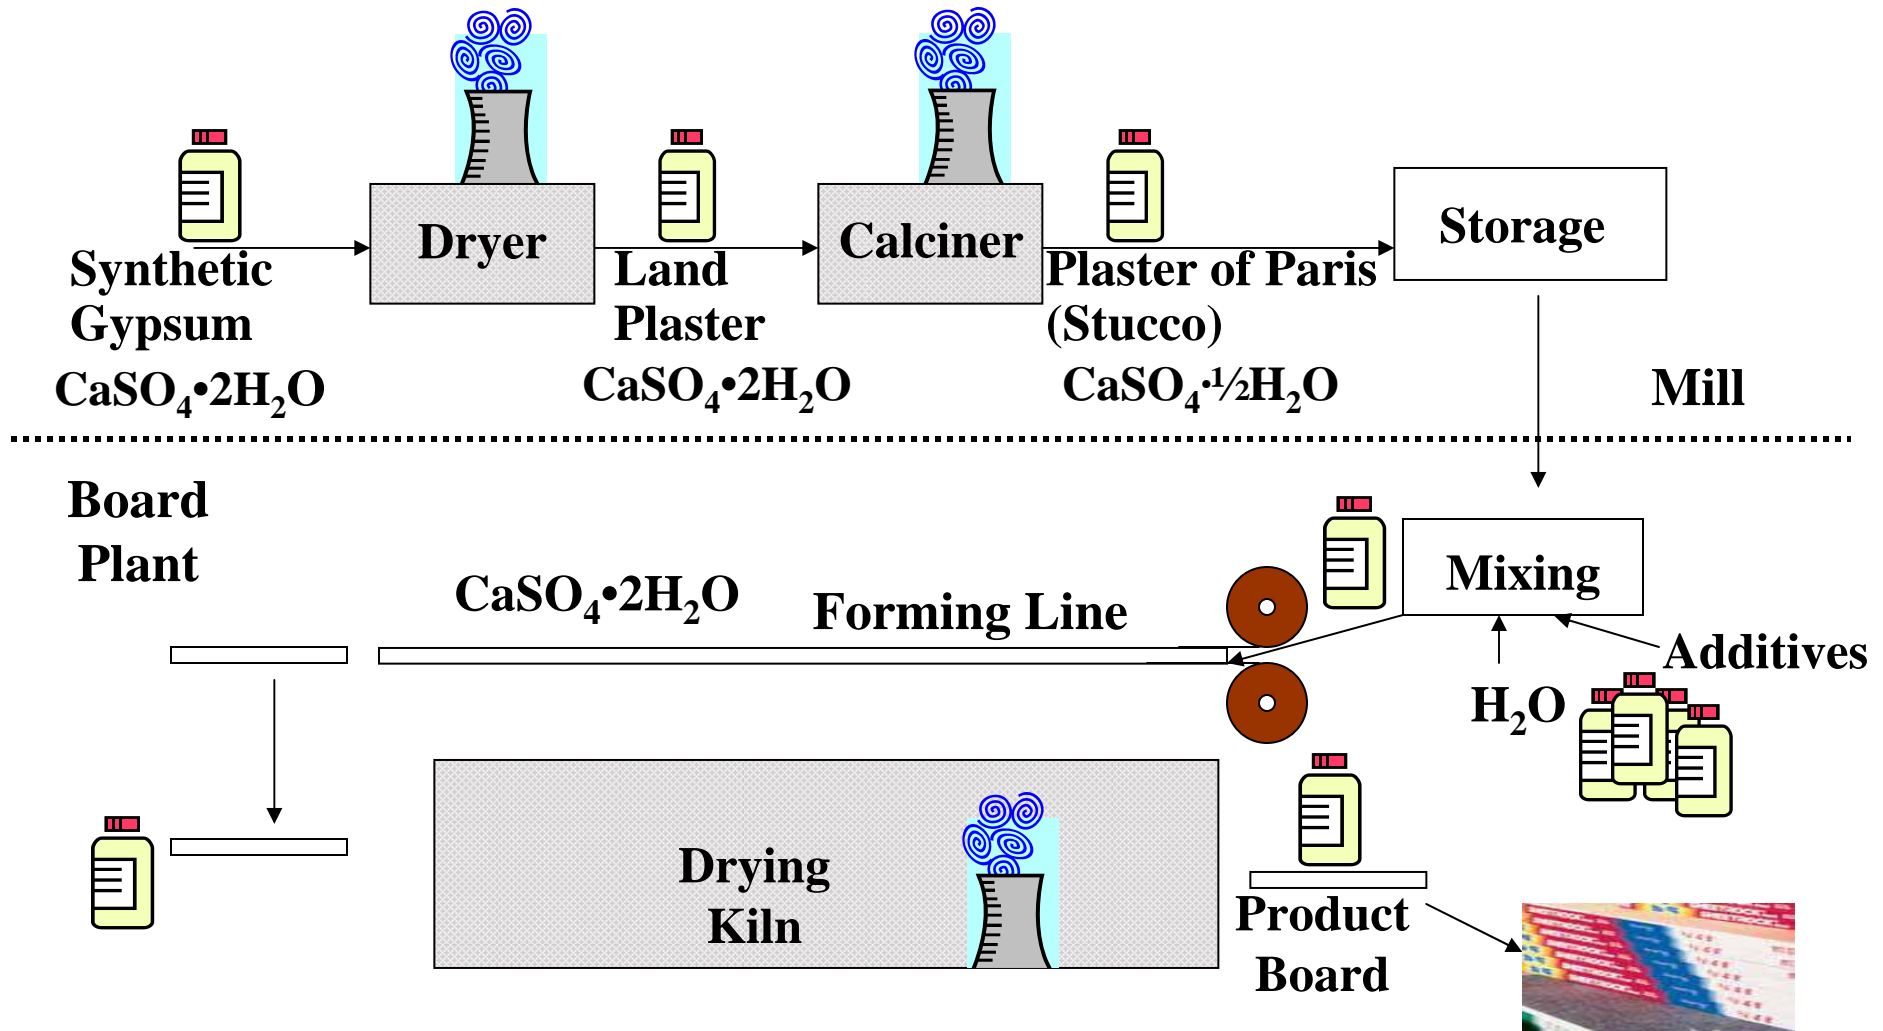 Dryer
Calciner
Storage
Synthetic
Gypsum
CaSO₄•2H₂O
Land
Plaster
CaSO₄•2H₂O
Plaster of Paris
(Stucco)
CaSO₄·½H₂O
Mill
Board
Plant
CaSO₄•2H₂O
Forming Line
Mixing
Additives
H₂O
Drying
Kiln
Product
Board